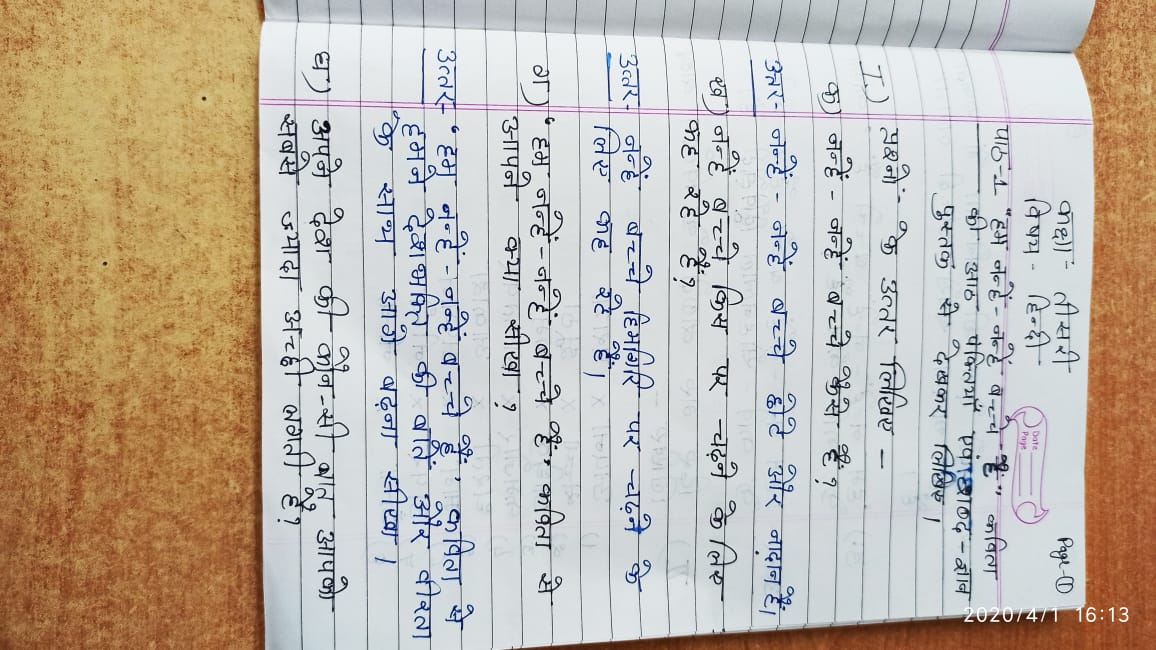 Page-①
कक्षा- तीसरी
विषय- हिन्दी
Date
Page
पाठ-1 "हम नन्हे-नन्हे बच्चे हैं" कविता
की आठ पंक्तियाँ एवं शब्द-ज्ञान
पुस्तक से देखकर लिखिए।
I.) प्रश्नों के उत्तर लिखिए —
क) नन्हे-नन्हे बच्चे कैसे हैं?
उत्तर- नन्हे-नन्हे बच्चे छोटे और नादान हैं।
ख) नन्हें बच्चे किस पर चढ़ने के लिए
कह रहे हैं?
उत्तर- नन्हें बच्चे हिमगिरि पर चढ़ने के
लिए कह रहे हैं।
ग) 'हम नन्हे-नन्हे बच्चे हैं' कविता से
आपने क्या सीखा?
उत्तर- 'हम नन्हे-नन्हे बच्चे हैं' कविता से
हमने देशभक्ति की बातें और वीरता
के साथ आगे बढ़ना सीखा।
घ) अपने देश की कौन-सी बात आपको
सबसे ज्यादा अच्छी लगती है?
2020/4/1 16:13